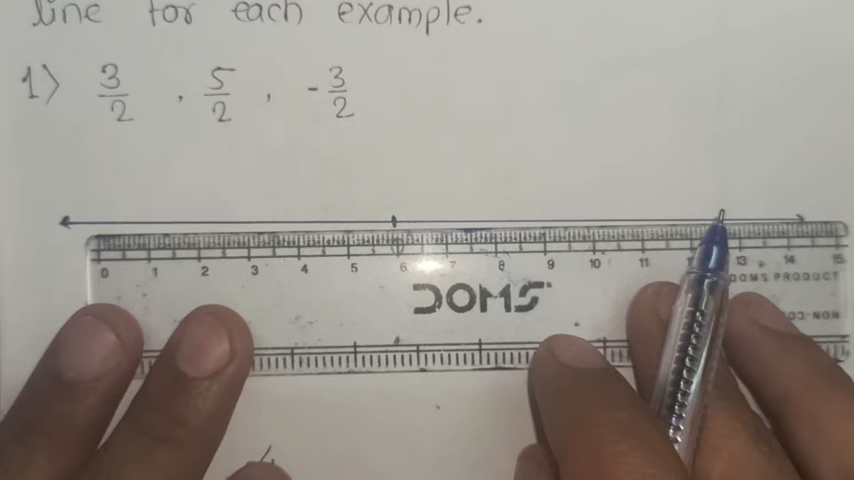 line for each example.
1) 3/2 , 5/2 , -3/2
0 1 2 3 4 5 6 7 8 9 10 11 13 14 15
DOMS
DOMS PRODUCT